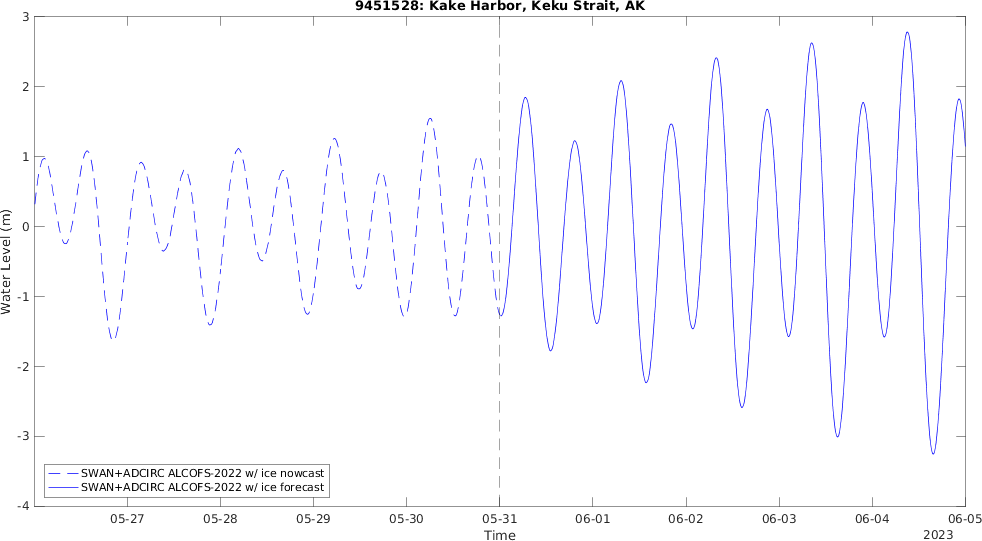 9451528: Kake Harbor, Keku Strait, AK
3
2
1
0
-1
-2
-3
-4
Water Level (m)
SWAN+ADCIRC ALCOFS-2022 w/ ice nowcast
SWAN+ADCIRC ALCOFS-2022 w/ ice forecast
05-27 05-28 05-29 05-30 05-31 06-01 06-02 06-03 06-04 06-05
Time
2023